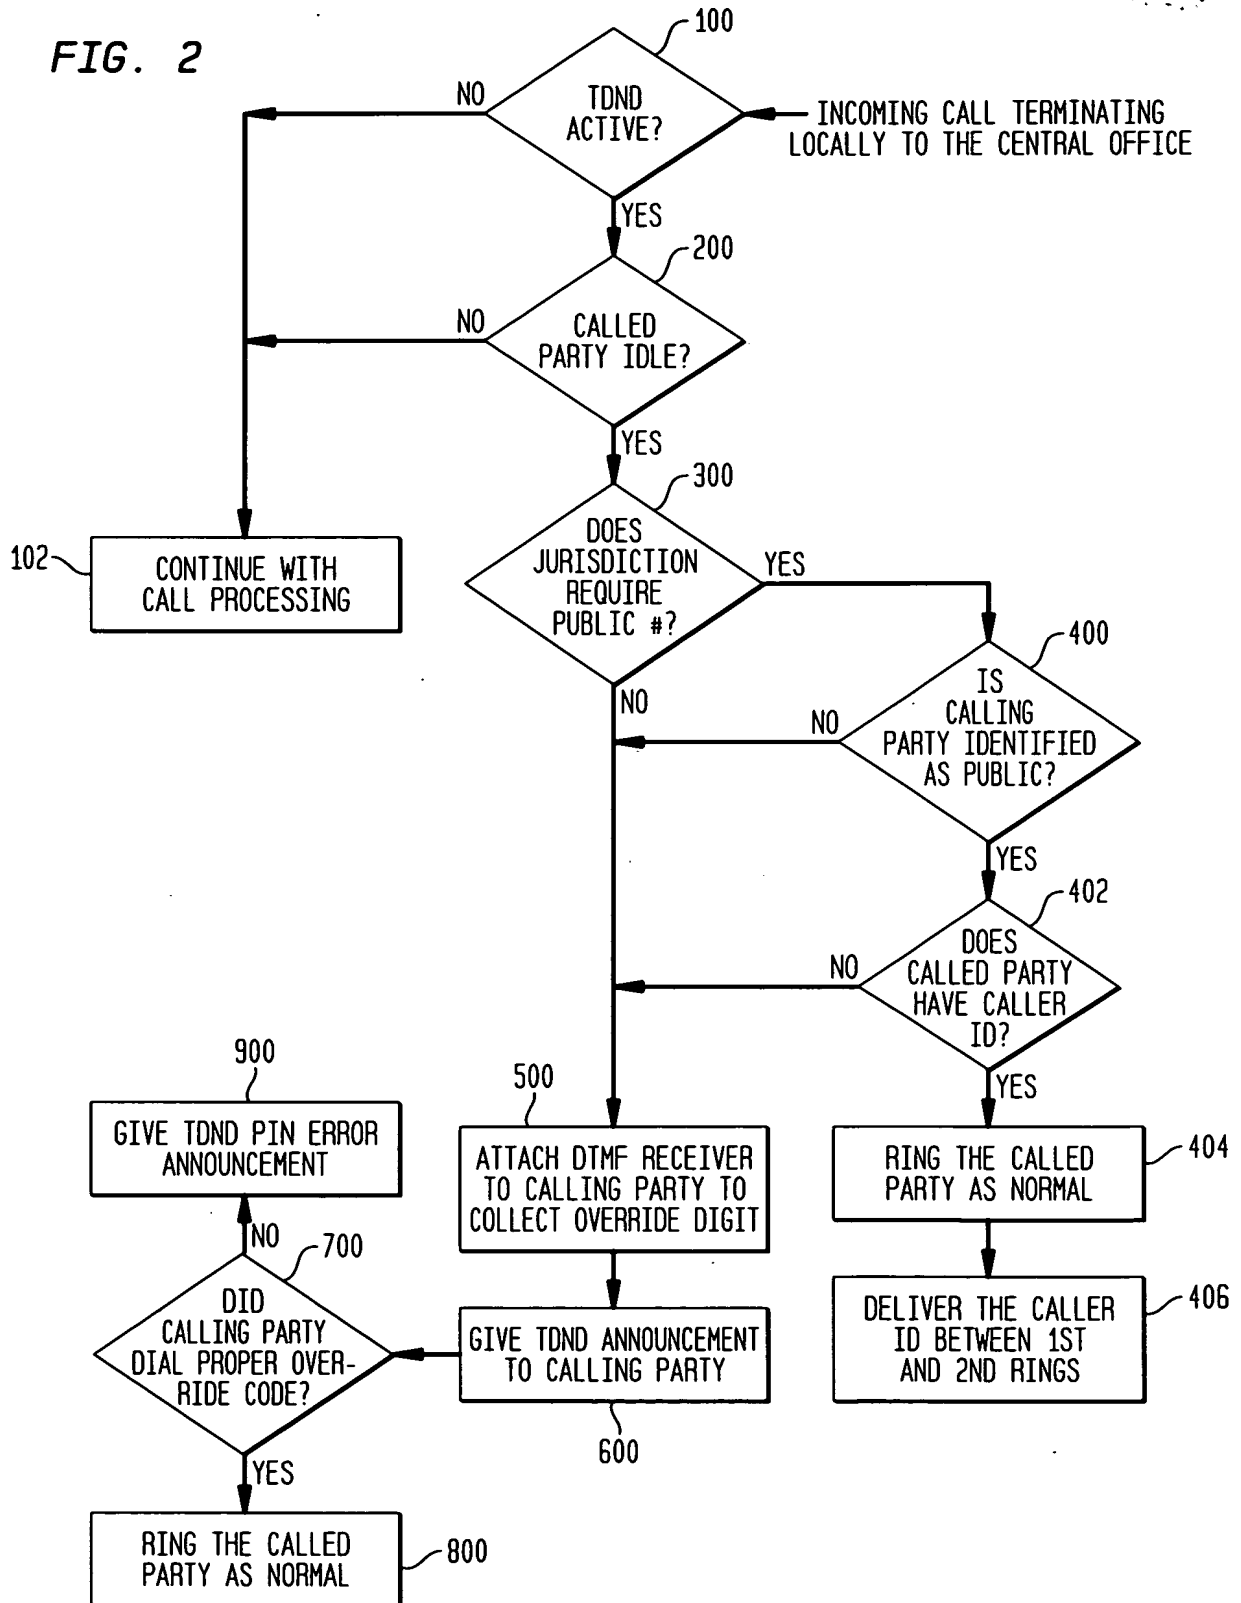 FIG. 2
100
TDND
ACTIVE?
NO
INCOMING CALL TERMINATING
LOCALLY TO THE CENTRAL OFFICE
YES
200
CALLED
PARTY IDLE?
NO
YES
300
DOES
JURISDICTION
REQUIRE
PUBLIC #?
YES
NO
102
CONTINUE WITH
CALL PROCESSING
400
IS
CALLING
PARTY IDENTIFIED
AS PUBLIC?
NO
YES
402
DOES
CALLED PARTY
HAVE CALLER
ID?
NO
YES
404
RING THE CALLED
PARTY AS NORMAL
406
DELIVER THE CALLER
ID BETWEEN 1ST
AND 2ND RINGS
500
ATTACH DTMF RECEIVER
TO CALLING PARTY TO
COLLECT OVERRIDE DIGIT
GIVE TDND ANNOUNCEMENT
TO CALLING PARTY
600
900
GIVE TDND PIN ERROR
ANNOUNCEMENT
NO
700
DID
CALLING PARTY
DIAL PROPER OVER-
RIDE CODE?
YES
RING THE CALLED
PARTY AS NORMAL
800